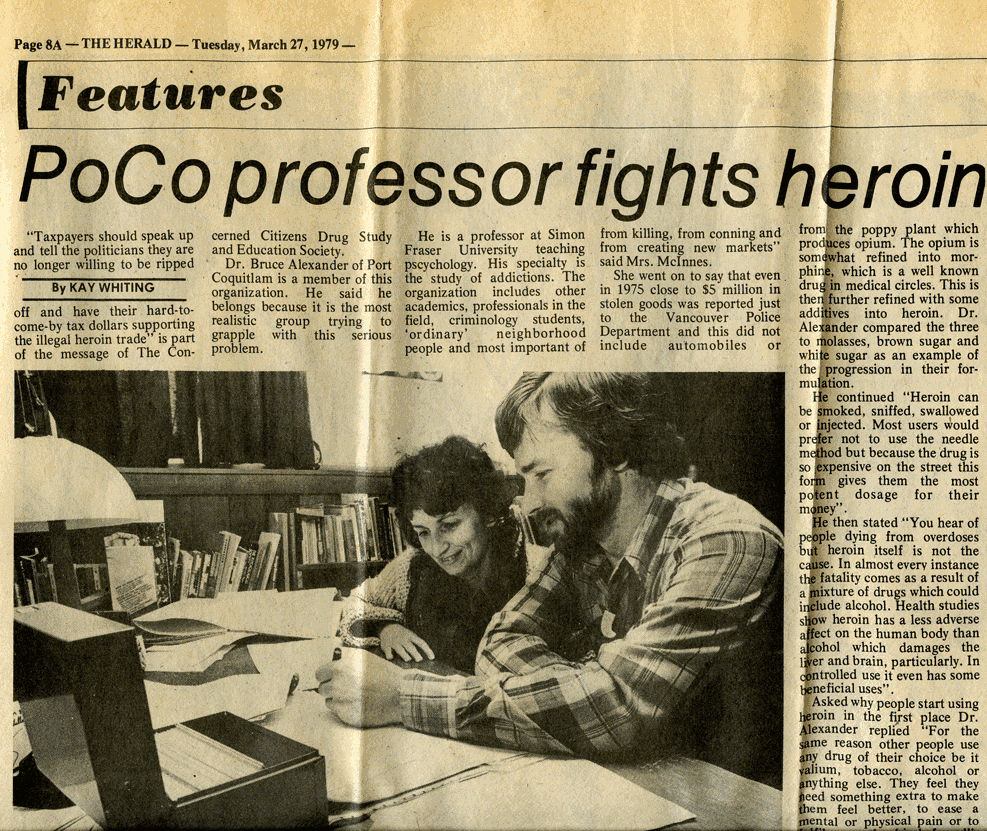 Page 8A — THE HERALD — Tuesday, March 27, 1979 —
Features
PoCo professor fights heroin
"Taxpayers should speak up
and tell the politicians they are
no longer willing to be ripped
By KAY WHITING
off and have their hard-to-
come-by tax dollars supporting
the illegal heroin trade" is part
of the message of The Con-
cerned Citizens Drug Study
and Education Society.
Dr. Bruce Alexander of Port
Coquitlam is a member of this
organization. He said he
belongs because it is the most
realistic group trying to
grapple with this serious
problem.
He is a professor at Simon
Fraser University teaching
pscychology. His specialty is
the study of addictions. The
organization includes other
academics, professionals in the
field, criminology students,
'ordinary' neighborhood
people and most important of
from killing, from conning and
from creating new markets"
said Mrs. McInnes.
She went on to say that even
in 1975 close to $5 million in
stolen goods was reported just
to the Vancouver Police
Department and this did not
include automobiles or
from the poppy plant which
produces opium. The opium is
somewhat refined into mor-
phine, which is a well known
drug in medical circles. This is
then further refined with some
additives into heroin. Dr.
Alexander compared the three
to molasses, brown sugar and
white sugar as an example of
the progression in their for-
mulation.
He continued "Heroin can
be smoked, sniffed, swallowed
or injected. Most users would
prefer not to use the needle
method but because the drug is
so expensive on the street this
form gives them the most
potent dosage for their
money".
He then stated "You hear of
people dying from overdoses
but heroin itself is not the
cause. In almost every instance
the fatality comes as a result of
a mixture of drugs which could
include alcohol. Health studies
show heroin has a less adverse
affect on the human body than
alcohol which damages the
liver and brain, particularly. In
controlled use it even has some
beneficial uses".
Asked why people start using
heroin in the first place Dr.
Alexander replied "For the
same reason other people use
any drug of their choice be it
valium, tobacco, alcohol or
anything else. They feel they
need something extra to make
them feel better, to ease a
mental or physical pain or to